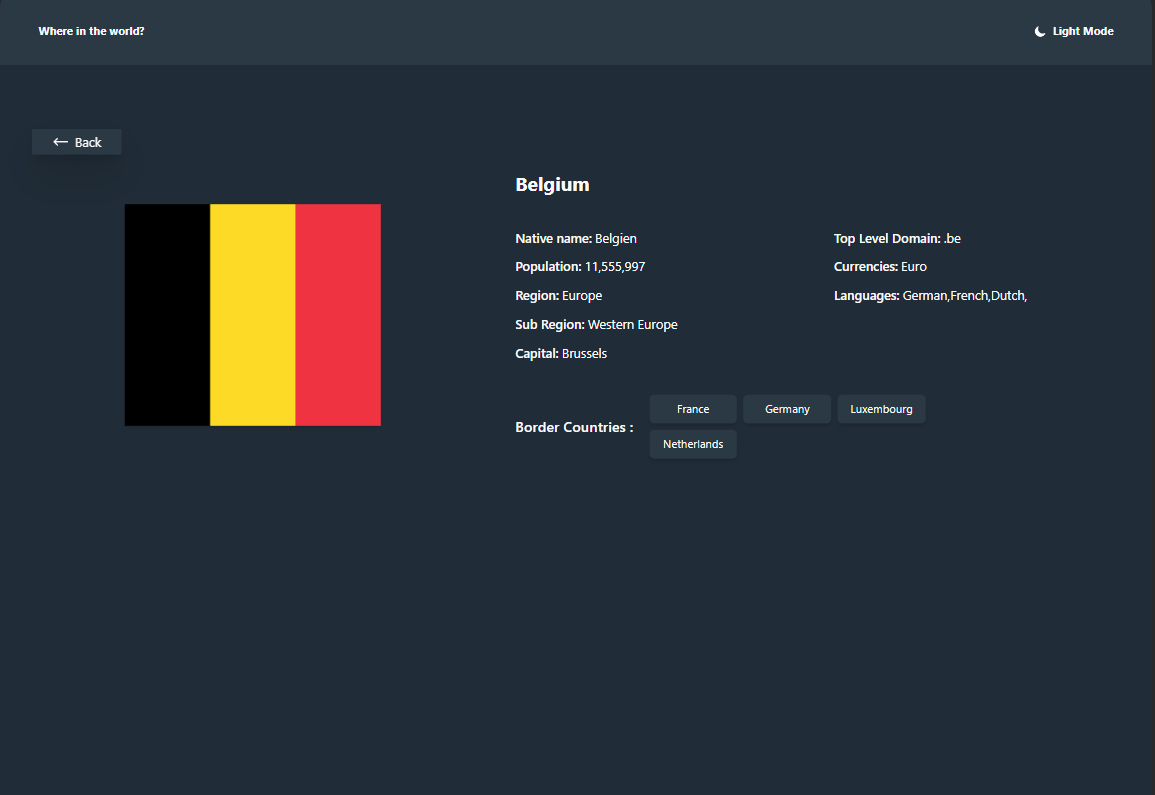 Where in the world?
Light Mode
Back
Belgium
Native name: Belgien
Population: 11,555,997
Region: Europe
Sub Region: Western Europe
Capital: Brussels
Top Level Domain: .be
Currencies: Euro
Languages: German,French,Dutch,
Border Countries :
France Germany Luxembourg
Netherlands